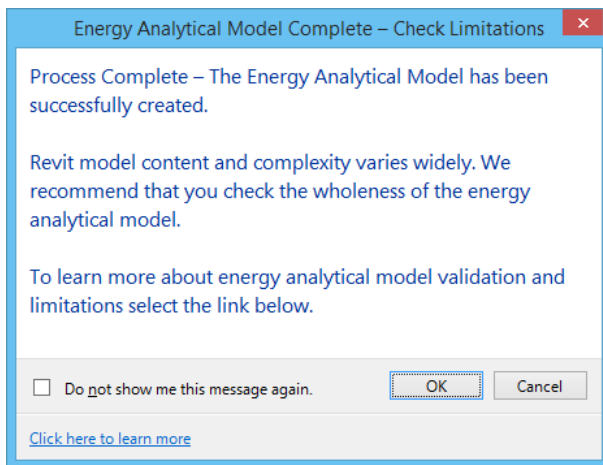 Energy Analytical Model Complete – Check Limitations
Process Complete – The Energy Analytical Model has been
successfully created.
Revit model content and complexity varies widely. We
recommend that you check the wholeness of the energy
analytical model.
To learn more about energy analytical model validation and
limitations select the link below.
Do not show me this message again.
OK
Cancel
Click here to learn more